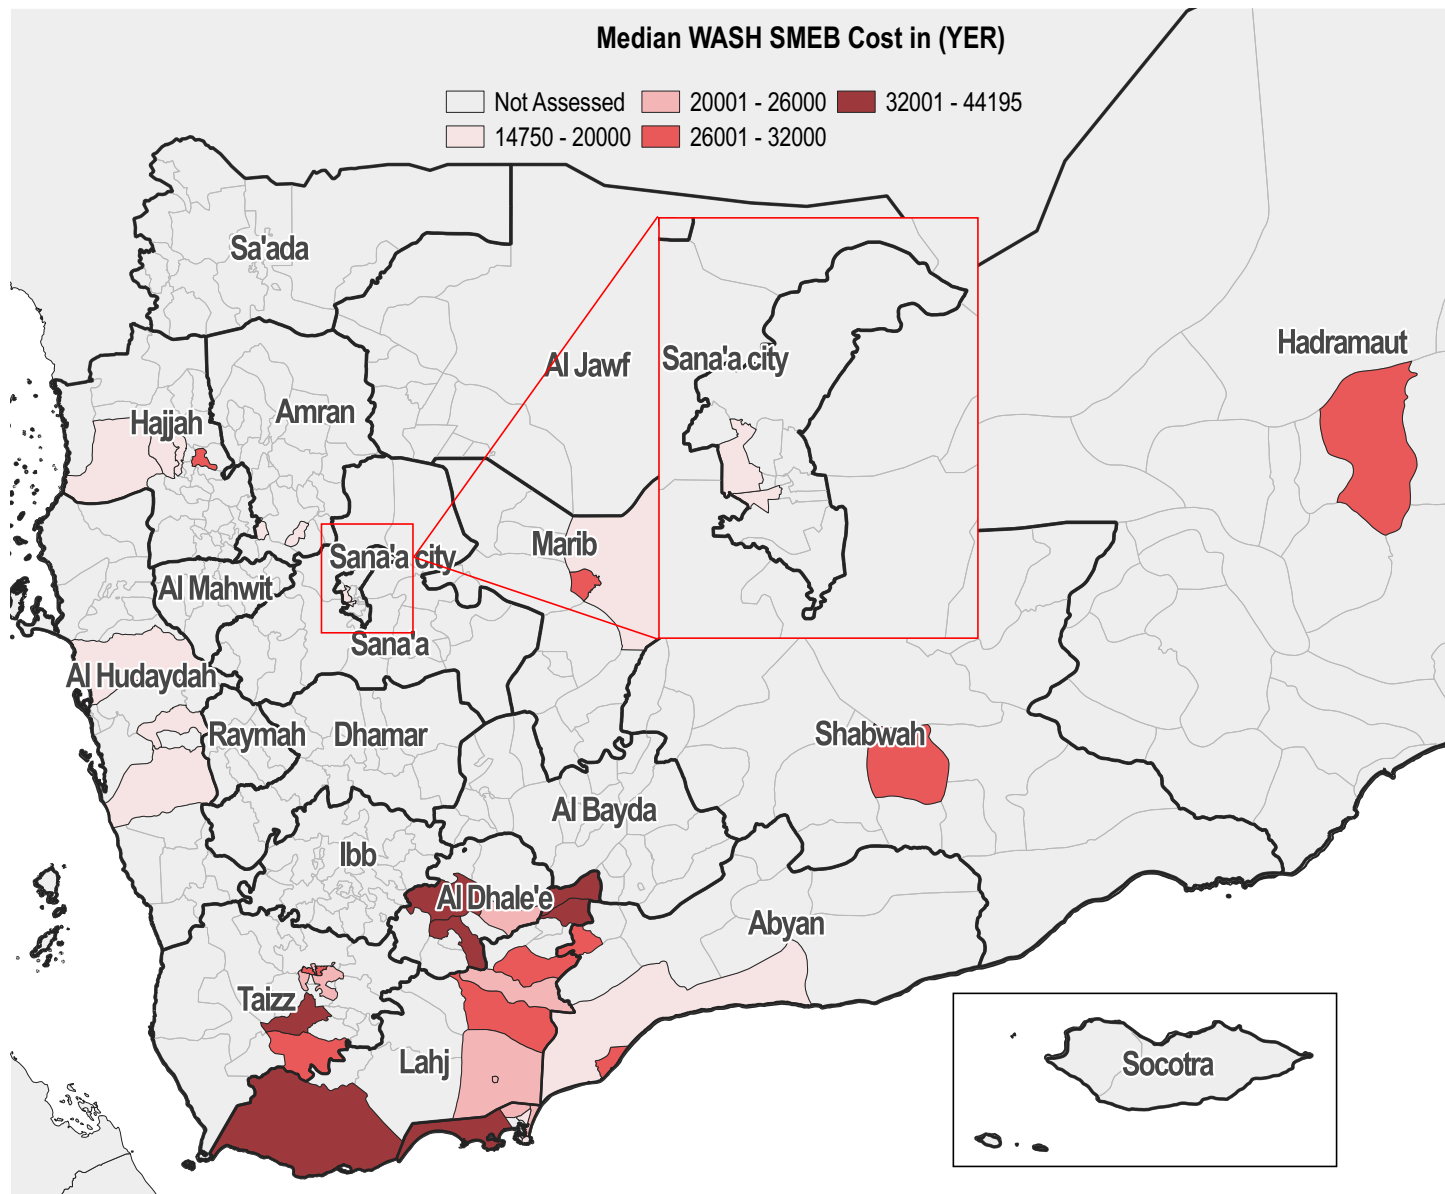 Median WASH SMEB Cost in (YER)
Not Assessed
20001 - 26000
32001 - 44195
14750 - 20000
26001 - 32000
Sa'ada
Hadramaut
Sana'a city
Al Jawf
Amran
Hajjah
Marib
Sana'a city
Al Mahwit
Sana'a
Al Hudaydah
Raymah
Dhamar
Shabwah
Al Bayda
Ibb
Al Dhale'e
Abyan
Taizz
Lahj
Socotra